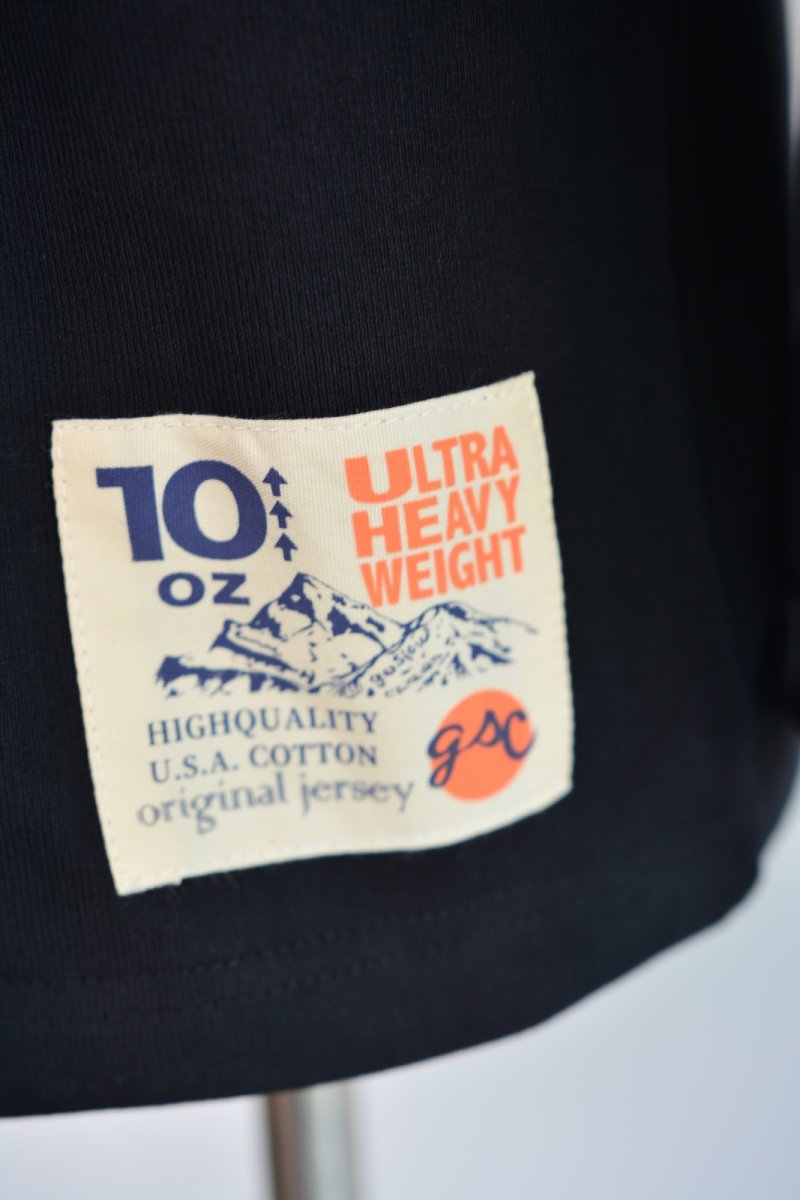 10
OZ
ULTRA
HEAVY
WEIGHT
HIGHQUALITY
U.S.A. COTTON
original jersey
gsc